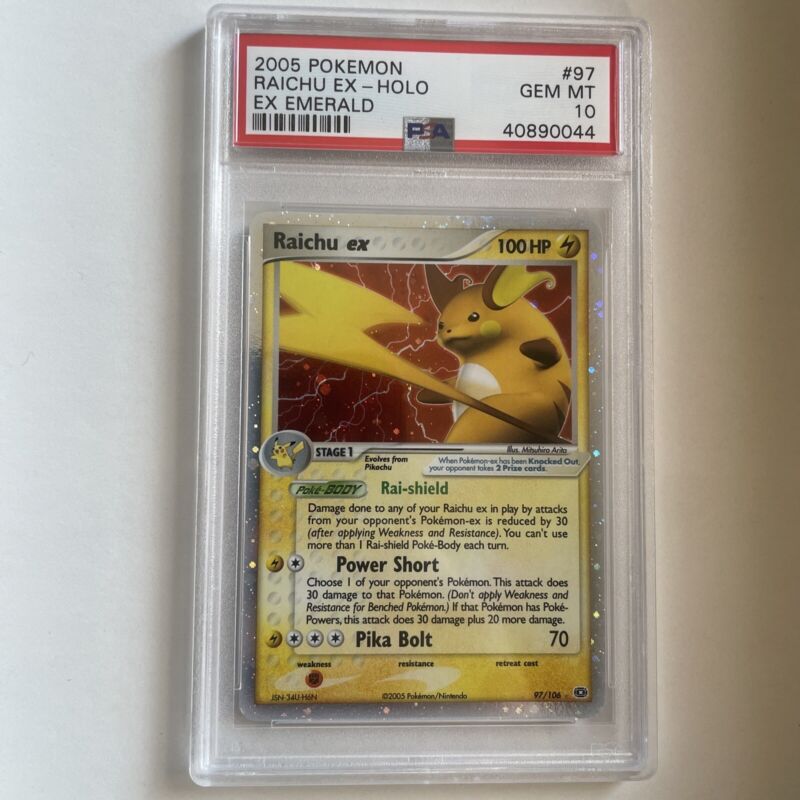 2005 POKEMON #97
RAICHU EX - HOLO GEM MT
EX EMERALD 10
PSA 40890044
Raichu ex 100 HP
Illus. Mitsuhiro Arita
STAGE 1 Evolves from Pikachu
When Pokémon-ex has been Knocked Out,
your opponent takes 2 Prize cards.
Poké-BODY Rai-shield
Damage done to any of your Raichu ex in play by attacks
from your opponent's Pokémon-ex is reduced by 30
(after applying Weakness and Resistance). You can't use
more than 1 Rai-shield Poké-Body each turn.
Power Short
Choose 1 of your opponent's Pokémon. This attack does
30 damage to that Pokémon. (Don't apply Weakness and
Resistance for Benched Pokémon.) If that Pokémon has Poké-
Powers, this attack does 30 damage plus 20 more damage.
Pika Bolt 70
weakness resistance retreat cost
JSN-34U-H6N ©2005 Pokémon/Nintendo 97/106